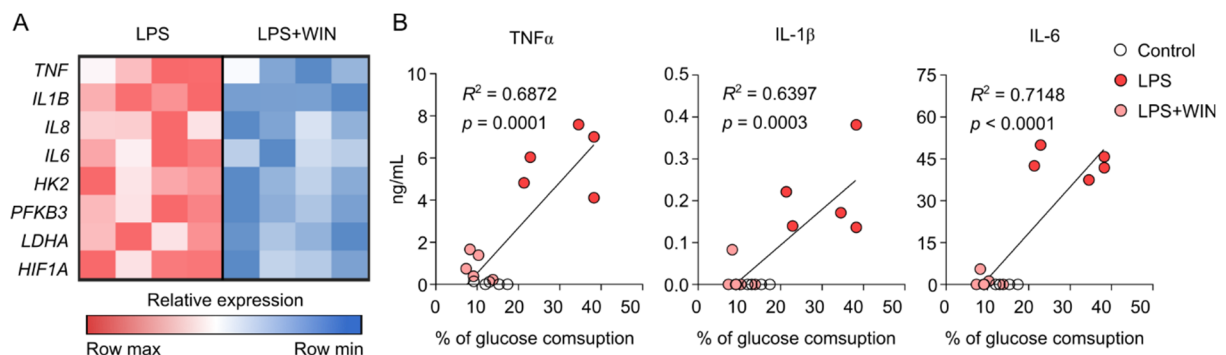 A
LPS
LPS+WIN
TNF
IL1B
IL8
IL6
HK2
PFKB3
LDHA
HIF1A
Relative expression
Row max
Row min
B
TNFα
ng/mL
10
8
6
4
2
0
R² = 0.6872
p = 0.0001
0 10 20 30 40 50
% of glucose comsuption
IL-1β
0.5
0.4
0.3
0.2
0.1
0.0
R² = 0.6397
p = 0.0003
0 10 20 30 40 50
% of glucose comsuption
IL-6
75
60
45
30
15
0
R² = 0.7148
p < 0.0001
0 10 20 30 40 50
% of glucose comsuption
Control
LPS
LPS+WIN